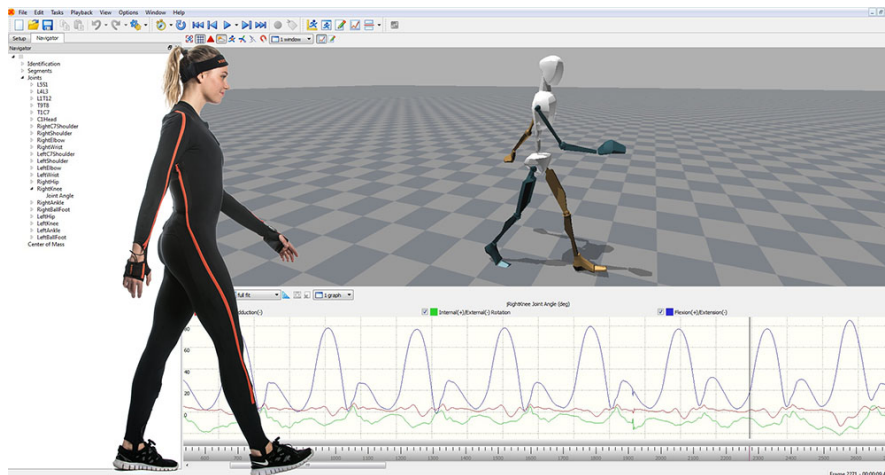 File Edit Tasks Playback View Options Window Help
1 window
Setup Navigator
Navigator
Identification
Segments
Joints
L5S1
L4L3
L1T12
T9T8
T1C7
C1Head
RightC7Shoulder
RightShoulder
RightElbow
RightWrist
LeftC7Shoulder
LeftShoulder
LeftElbow
LeftWrist
RightHip
RightKnee
Joint Angle
RightAnkle
RightBallFoot
LeftHip
LeftKnee
LeftAnkle
LeftBallFoot
Center of Mass
full fit 1 graph
jRightKnee Joint Angle (deg)
dduction(-) Internal(+)/External(-) Rotation Flexion(+)/Extension(-)
80
60
40
20
0